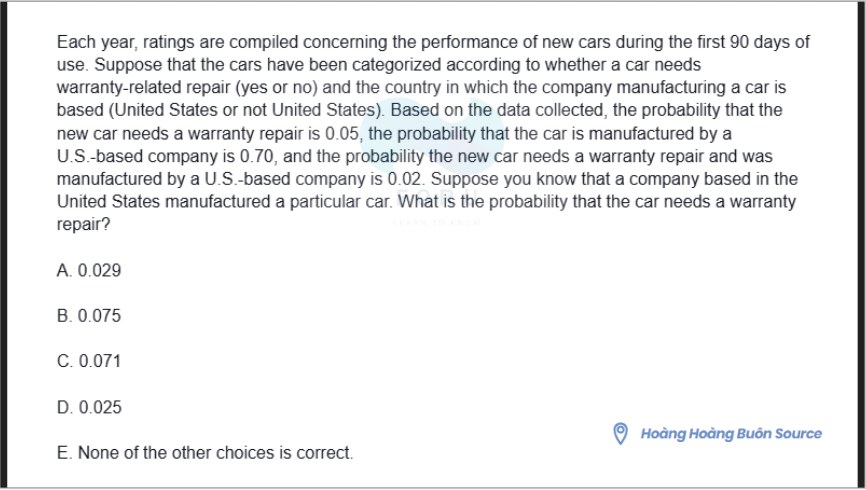 Each year, ratings are compiled concerning the performance of new cars during the first 90 days of
use. Suppose that the cars have been categorized according to whether a car needs
warranty-related repair (yes or no) and the country in which the company manufacturing a car is
based (United States or not United States). Based on the data collected, the probability that the
new car needs a warranty repair is 0.05, the probability that the car is manufactured by a
U.S.-based company is 0.70, and the probability the new car needs a warranty repair and was
manufactured by a U.S.-based company is 0.02. Suppose you know that a company based in the
United States manufactured a particular car. What is the probability that the car needs a warranty
repair?
A. 0.029
B. 0.075
C. 0.071
D. 0.025
E. None of the other choices is correct.
Hoàng Hoàng Buôn Source